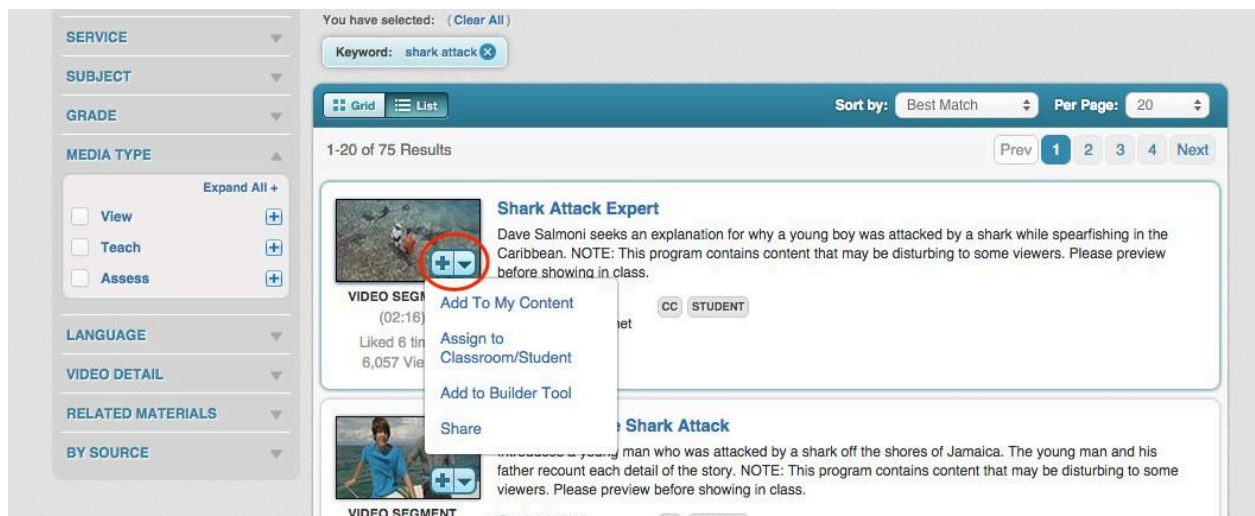 You have selected: (Clear All)
SERVICE
Keyword: shark attack
SUBJECT
GRADE
Grid List Sort by: Best Match Per Page: 20
MEDIA TYPE
1-20 of 75 Results Prev 1 2 3 4 Next
Expand All +
View
Teach
Assess
LANGUAGE
VIDEO DETAIL
RELATED MATERIALS
BY SOURCE
Shark Attack Expert
Dave Salmoni seeks an explanation for why a young boy was attacked by a shark while spearfishing in the
Caribbean. NOTE: This program contains content that may be disturbing to some viewers. Please preview
before showing in class.
VIDEO
(02:16)
Liked 6
6,057
CC STUDENT
Add To My Content
Assign to
Classroom/Student
Add to Builder Tool
Share
Shark Attack
young man who was attacked by a shark off the shores of Jamaica. The young man and his
father recount each detail of the story. NOTE: This program contains content that may be disturbing to some
viewers. Please preview before showing in class.
VIDEO SEGMENT